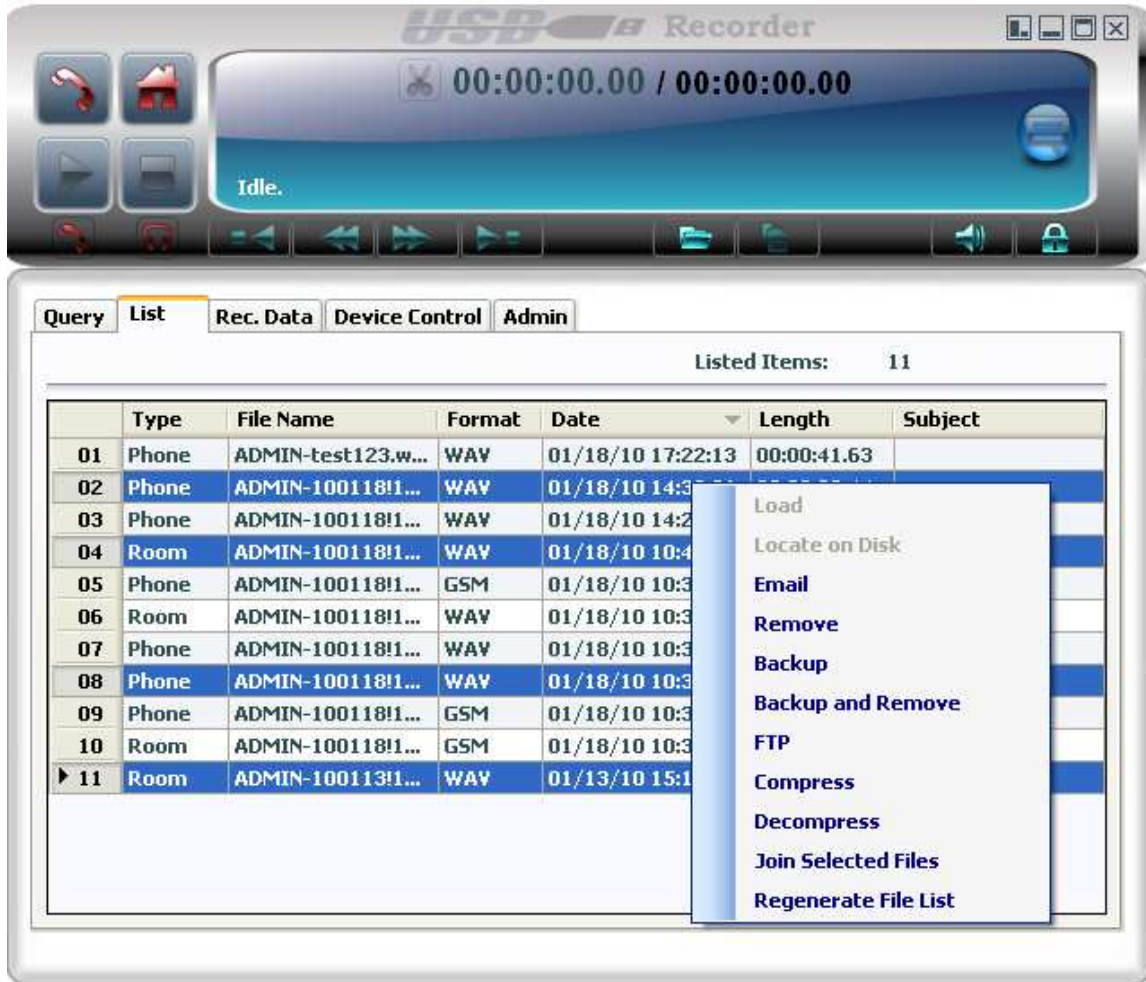 USB Recorder
00:00:00.00 / 00:00:00.00
Idle.
Query List Rec. Data Device Control Admin
Listed Items: 11
Type File Name Format Date Length Subject
01 Phone ADMIN-test123.w... WAV 01/18/10 17:22:13 00:00:41.63
02 Phone ADMIN-100118!1... WAV 01/18/10 14:3
03 Phone ADMIN-100118!1... WAV 01/18/10 14:2
04 Room ADMIN-100118!1... WAV 01/18/10 10:4
05 Phone ADMIN-100118!1... GSM 01/18/10 10:3
06 Room ADMIN-100118!1... WAV 01/18/10 10:3
07 Phone ADMIN-100118!1... WAV 01/18/10 10:3
08 Phone ADMIN-100118!1... WAV 01/18/10 10:3
09 Phone ADMIN-100118!1... GSM 01/18/10 10:3
10 Room ADMIN-100118!1... GSM 01/18/10 10:3
11 Room ADMIN-100113!1... WAV 01/13/10 15:1
Load
Locate on Disk
Email
Remove
Backup
Backup and Remove
FTP
Compress
Decompress
Join Selected Files
Regenerate File List